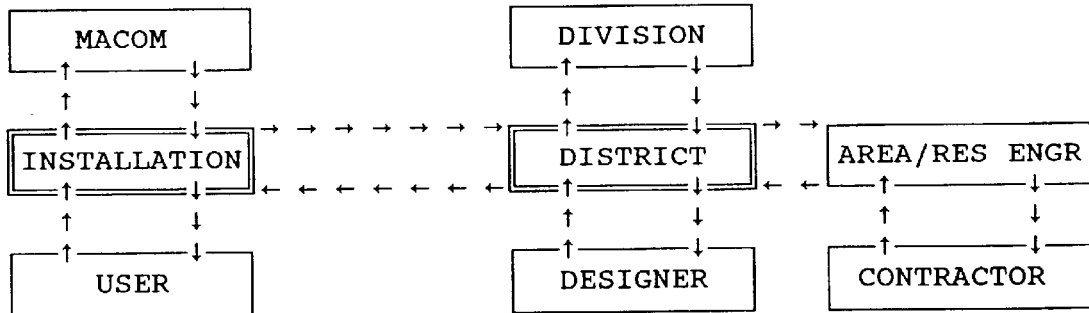 MACOM DIVISION
INSTALLATION DISTRICT AREA/RES ENGR
USER DESIGNER CONTRACTOR